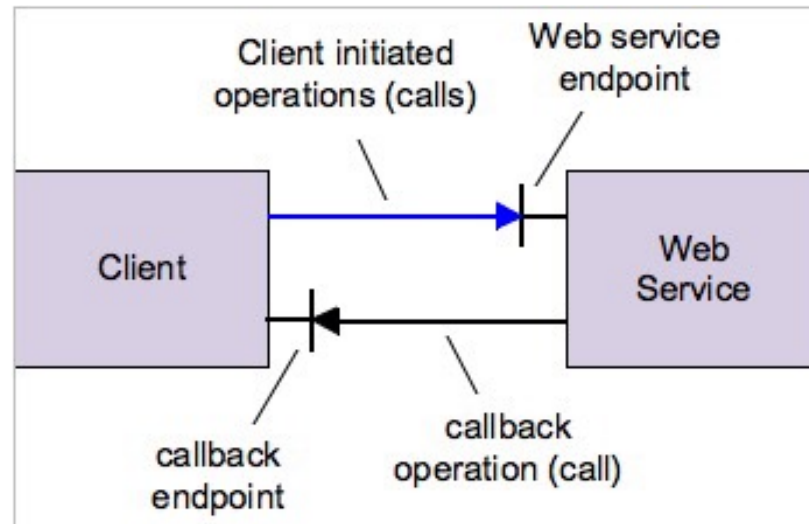 Client initiated
operations (calls)
Web service
endpoint
Client
Web
Service
callback
endpoint
callback
operation (call)